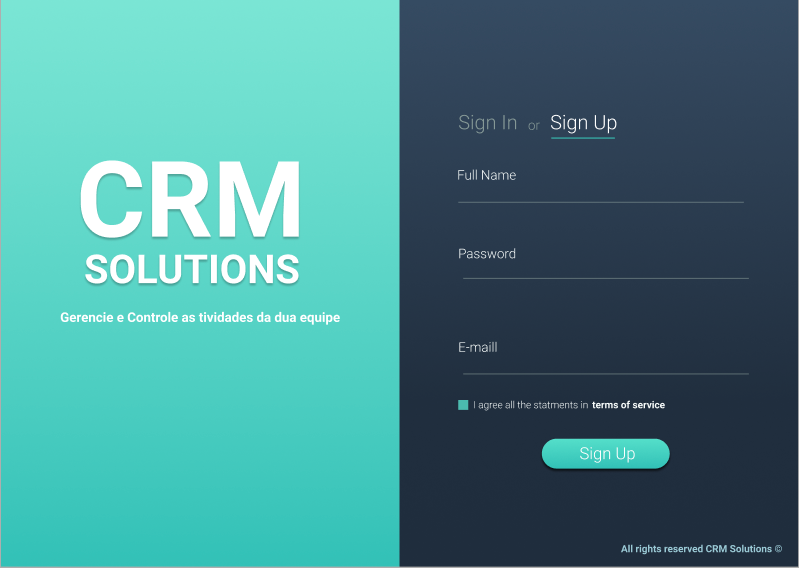 CRM
SOLUTIONS
Gerencie e Controle as tividades da dua equipe
Sign In or Sign Up
Full Name
Password
E-maill
I agree all the statments in terms of service
Sign Up
All rights reserved CRM Solutions ©